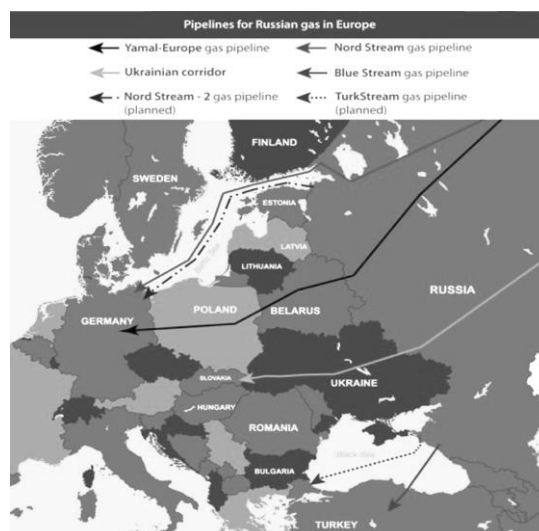 Pipelines for Russian gas in Europe
Yamal-Europe gas pipeline
Nord Stream gas pipeline
Ukrainian corridor
Blue Stream gas pipeline
Nord Stream - 2 gas pipeline
(planned)
TurkStream gas pipeline
(planned)
FINLAND
SWEDEN
ESTONIA
LATVIA
LITHUANIA
RUSSIA
POLAND
BELARUS
GERMANY
SLOVAKIA
UKRAINE
HUNGARY
ROMANIA
Black Sea
BULGARIA
TURKEY